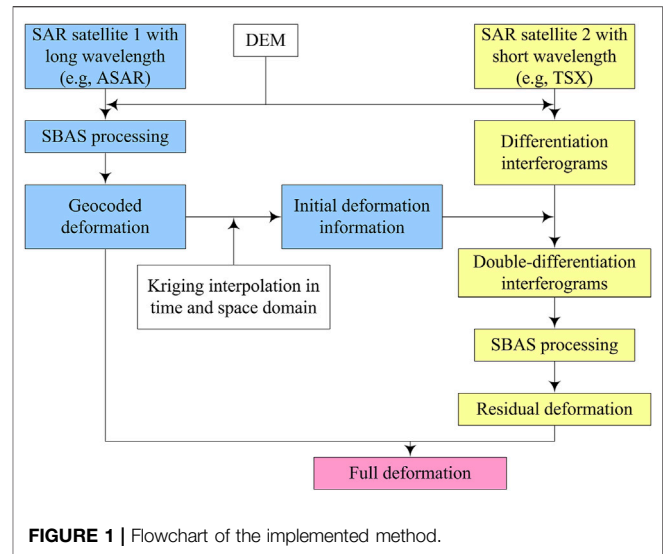 SAR satellite 1 with
long wavelength
(e.g, ASAR)
DEM
SAR satellite 2 with
short wavelength
(e.g, TSX)
SBAS processing
Differentiation
interferograms
Geocoded
deformation
Initial deformation
information
Kriging interpolation in
time and space domain
Double-differentiation
interferograms
SBAS processing
Residual deformation
Full deformation
FIGURE 1 | Flowchart of the implemented method.